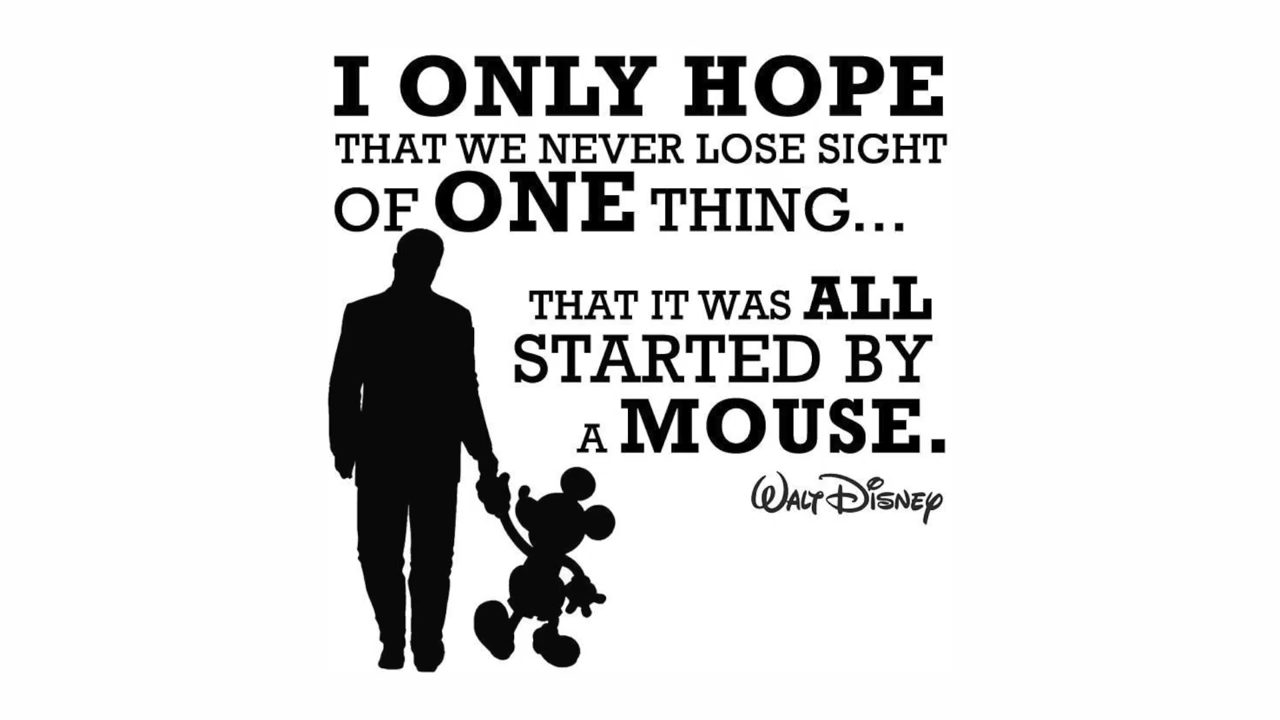 I ONLY HOPE
THAT WE NEVER LOSE SIGHT
OF ONE THING...
THAT IT WAS ALL
STARTED BY
A MOUSE.
WALT DISNEY